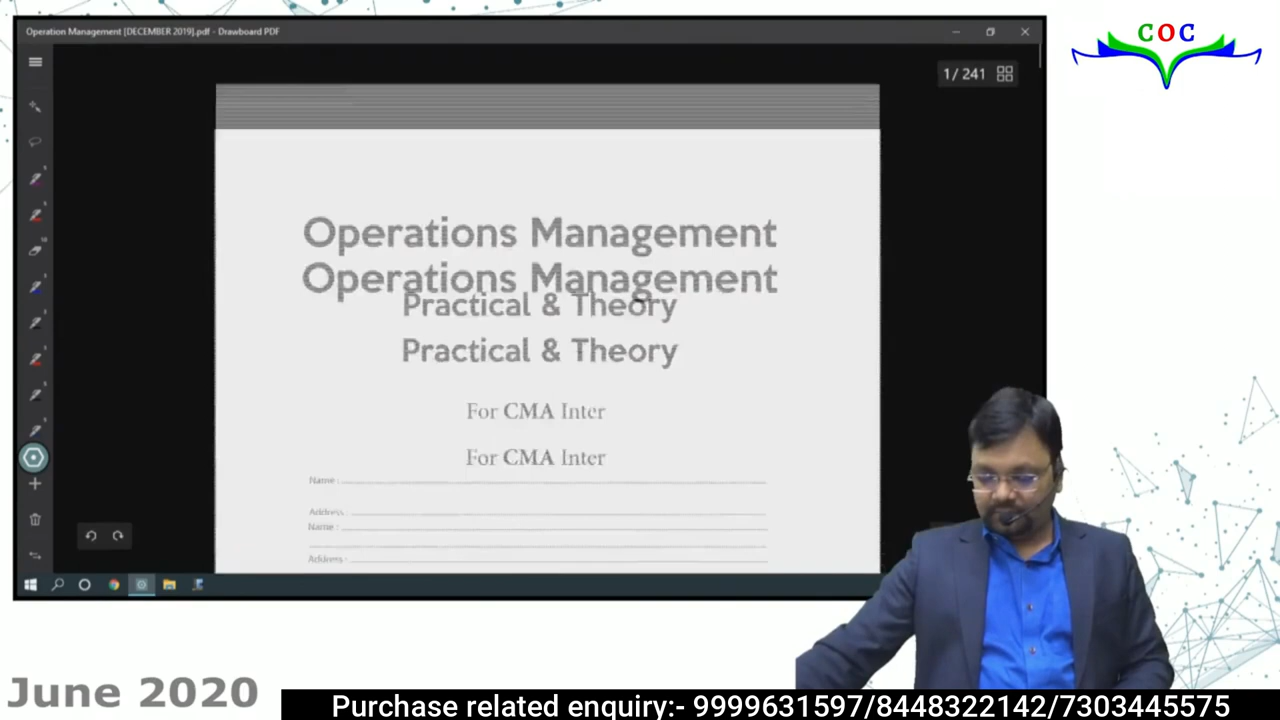 Operation Management [DECEMBER 2019].pdf - Drawboard PDF
COC
1 / 241
Operations Management
Operations Management
Practical & Theory
Practical & Theory
For CMA Inter
For CMA Inter
Name :
Address :
Name :
Address :
June 2020
Purchase related enquiry:- 9999631597/8448322142/7303445575